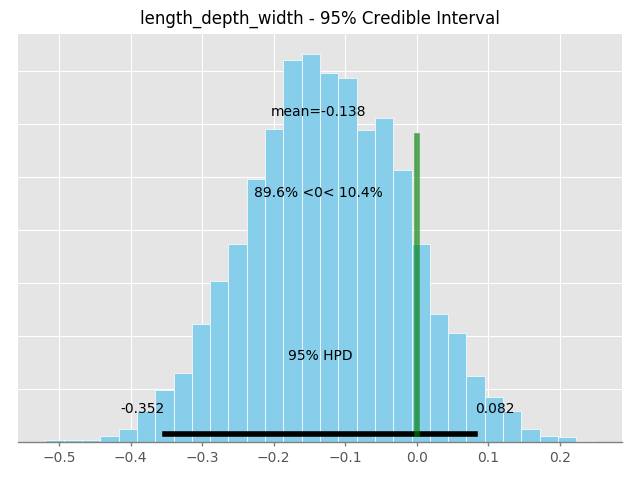 length_depth_width - 95% Credible Interval
mean=-0.138
89.6% <0< 10.4%
95% HPD
-0.352
0.082
−0.5
−0.4
−0.3
−0.2
−0.1
0.0
0.1
0.2